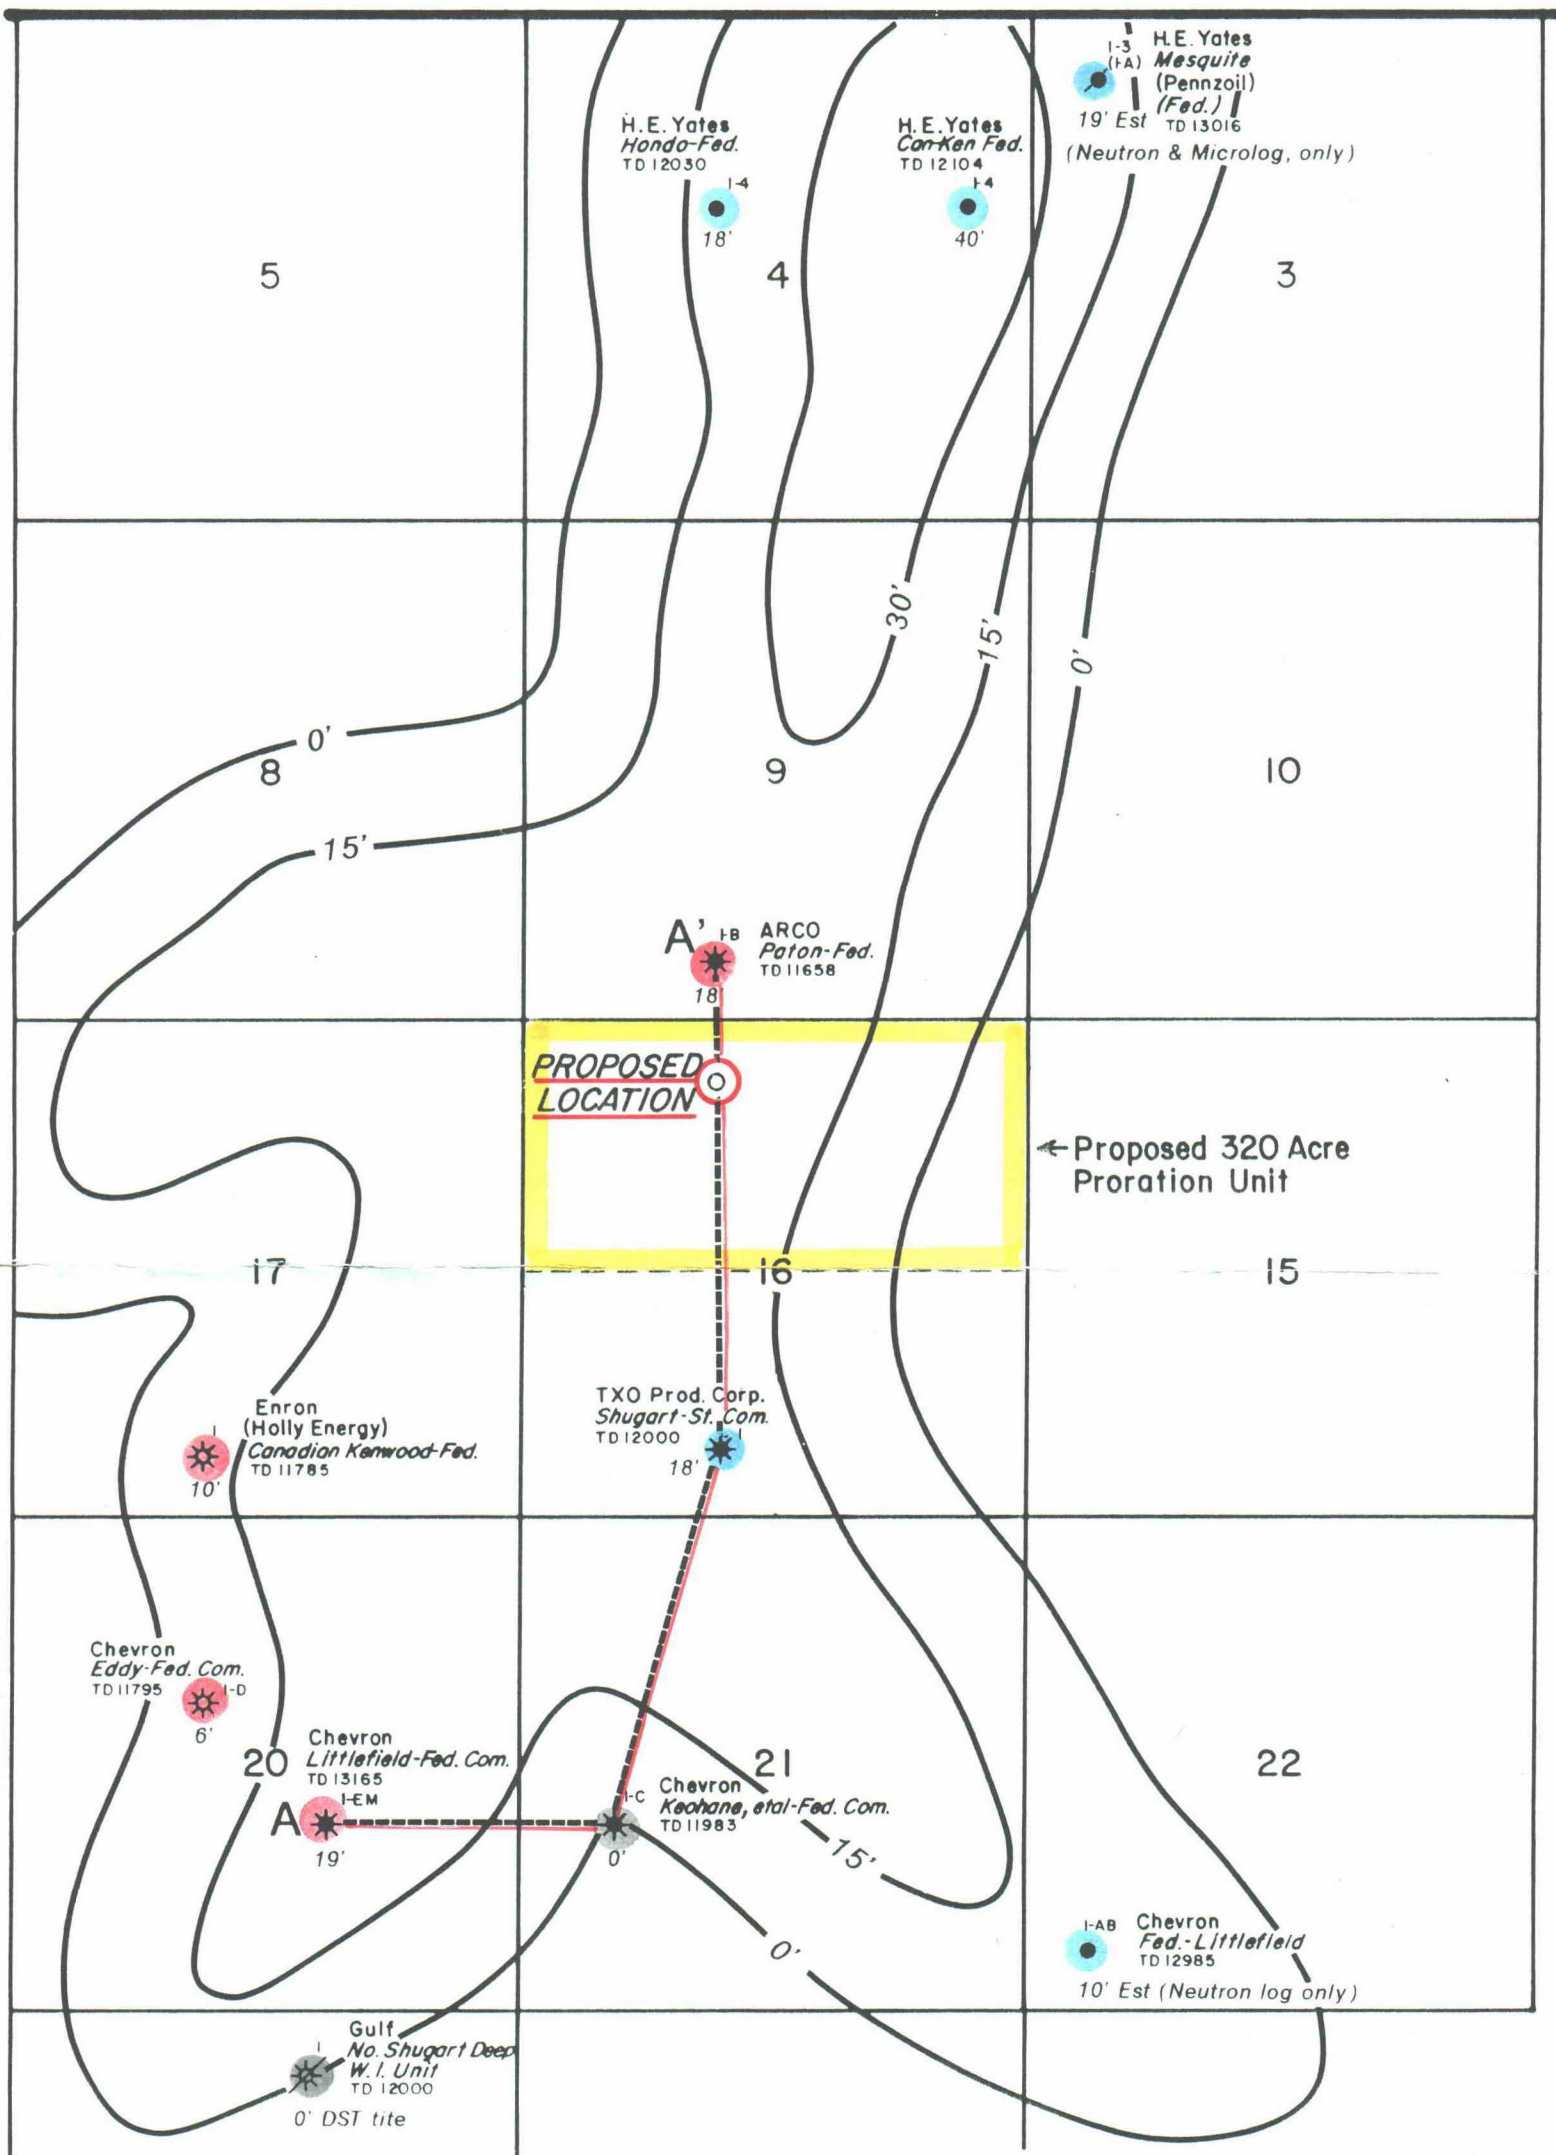 1-3
(1-A)
H.E. Yates
Mesquite
(Pennzoil)
(Fed.)
19' Est TD 13016
(Neutron & Microlog, only)
H.E. Yates
Hondo-Fed.
TD 12030
1-4
18'
H.E. Yates
Can-Ken Fed.
TD 12104
1-4
40'
5
4
3
30'
15'
0'
0'
8
9
10
15'
A'
1-B
ARCO
Paton-Fed.
TD 11658
18'
PROPOSED
LOCATION
Proposed 320 Acre
Proration Unit
17
16
15
Enron
(Holly Energy)
1
Canadian Kenwood-Fed.
TD 11785
10'
TXO Prod. Corp.
Shugart-St. Com.
TD 12000
1
18'
Chevron
Eddy-Fed. Com.
TD 11795
1-D
6'
20
Chevron
Littlefield-Fed. Com.
TD 13165
1-EM
A
19'
21
22
1-C
Chevron
Keohane, etal-Fed. Com.
TD 11983
0'
15'
0'
1-AB
Chevron
Fed.-Littlefield
TD 12985
10' Est (Neutron log only)
1
Gulf
No. Shugart Deep
W.I. Unit
TD 12000
0' DST tite